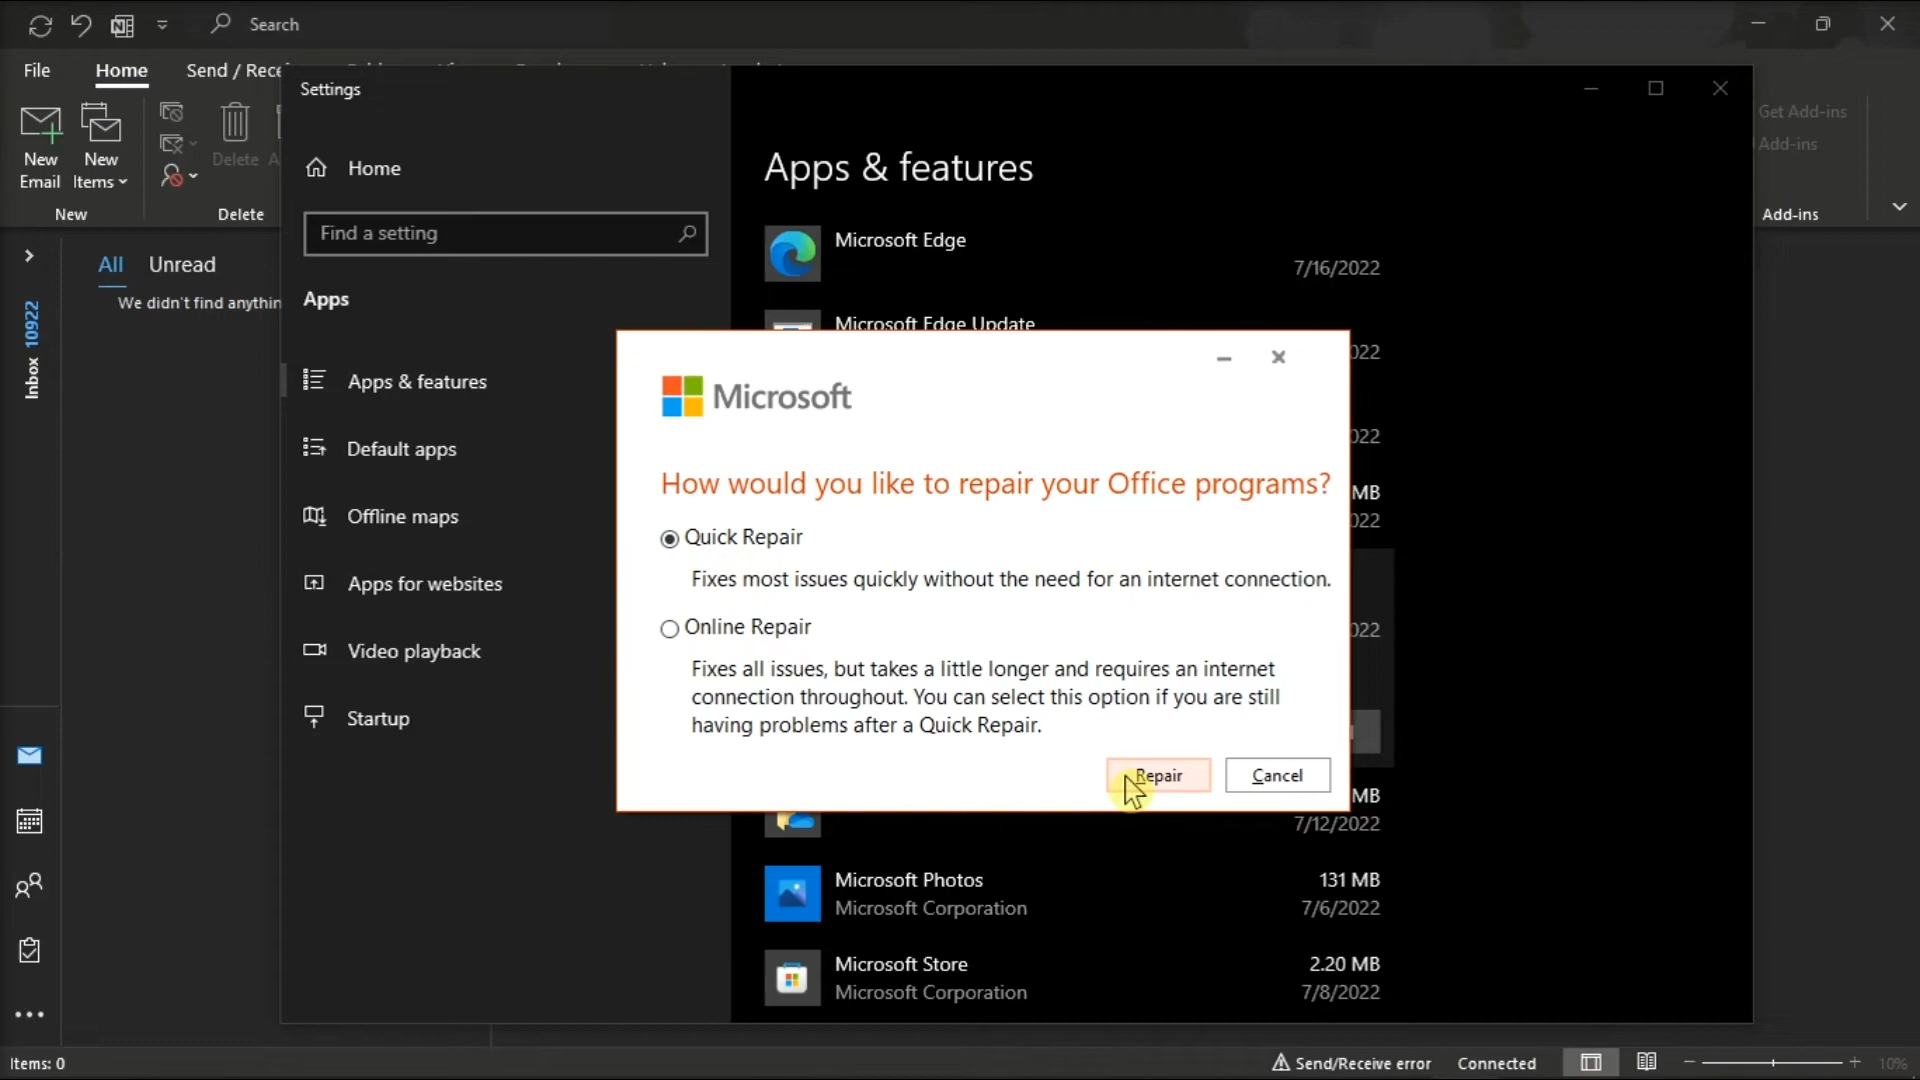 Search
File
Home
Send / Rece
New Email
New Items
Delete
New
Delete
Get Add-ins
Add-ins
Add-ins
All
Unread
We didn't find anythin
Inbox 10922
Settings
Home
Find a setting
Apps
Apps & features
Default apps
Offline maps
Apps for websites
Video playback
Startup
Apps & features
Microsoft Edge
7/16/2022
Microsoft Edge Update
022
022
MB
022
022
Microsoft
How would you like to repair your Office programs?
Quick Repair
Fixes most issues quickly without the need for an internet connection.
Online Repair
Fixes all issues, but takes a little longer and requires an internet
connection throughout. You can select this option if you are still
having problems after a Quick Repair.
Repair
Cancel
MB
7/12/2022
Microsoft Photos
131 MB
Microsoft Corporation
7/6/2022
Microsoft Store
2.20 MB
Microsoft Corporation
7/8/2022
Items: 0
Send/Receive error
Connected
10%